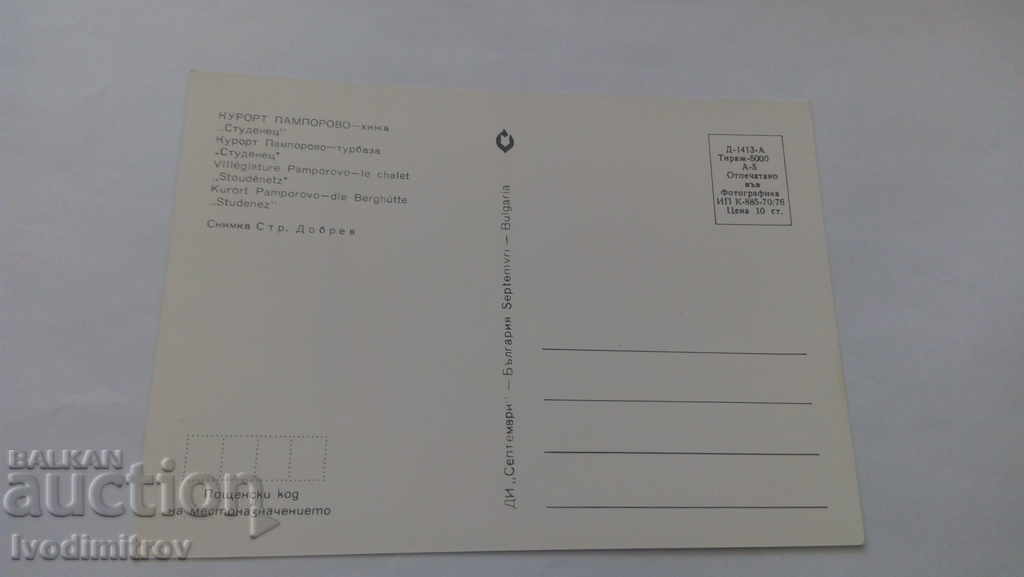 КУРОРТ ПАМПОРОВО—хижа
„Студенец"
Курорт Пампорово—турбаза
„Студенец"
Villégiature Pamporovo—le chalet
„Stoudénetz"
Kurort Pamporovo—die Berghütte
„Studenez"
Снимка Стр. Добрев
Д-1413-А
Тираж-5000
А-5
Отпечатано
във
Фотографика
ИП К-885-70/76
Цена 10 ст.
ДИ „Септември" — България Septemvri — Bulgaria
Пощенски код
на местоназначението
BALKAN
auction
Ivodimitrov